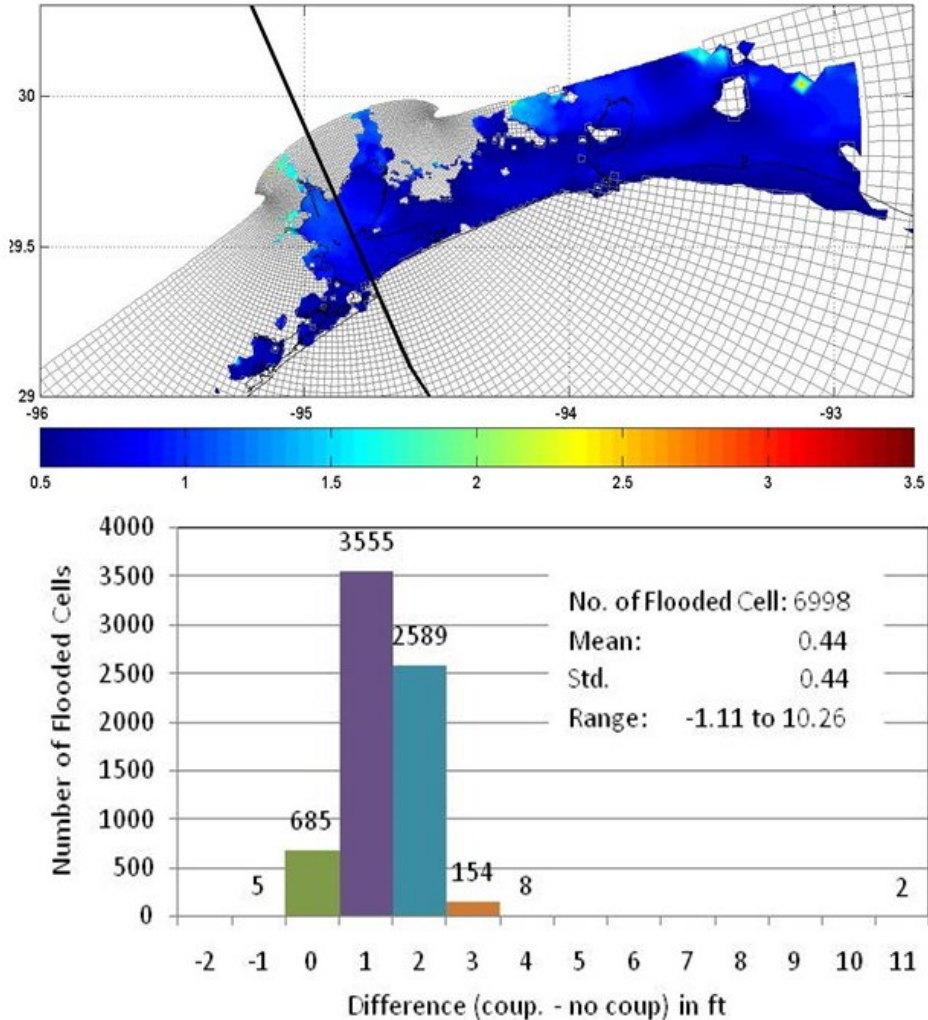 30
29.5
29
-96
-95
-94
-93
0.5 1 1.5 2 2.5 3 3.5
4000
3500
3000
2500
2000
1500
1000
500
0
Number of Flooded Cells
5
685
3555
2589
154
8
2
No. of Flooded Cell: 6998
Mean: 0.44
Std. 0.44
Range: -1.11 to 10.26
-2 -1 0 1 2 3 4 5 6 7 8 9 10 11
Difference (coup. - no coup) in ft